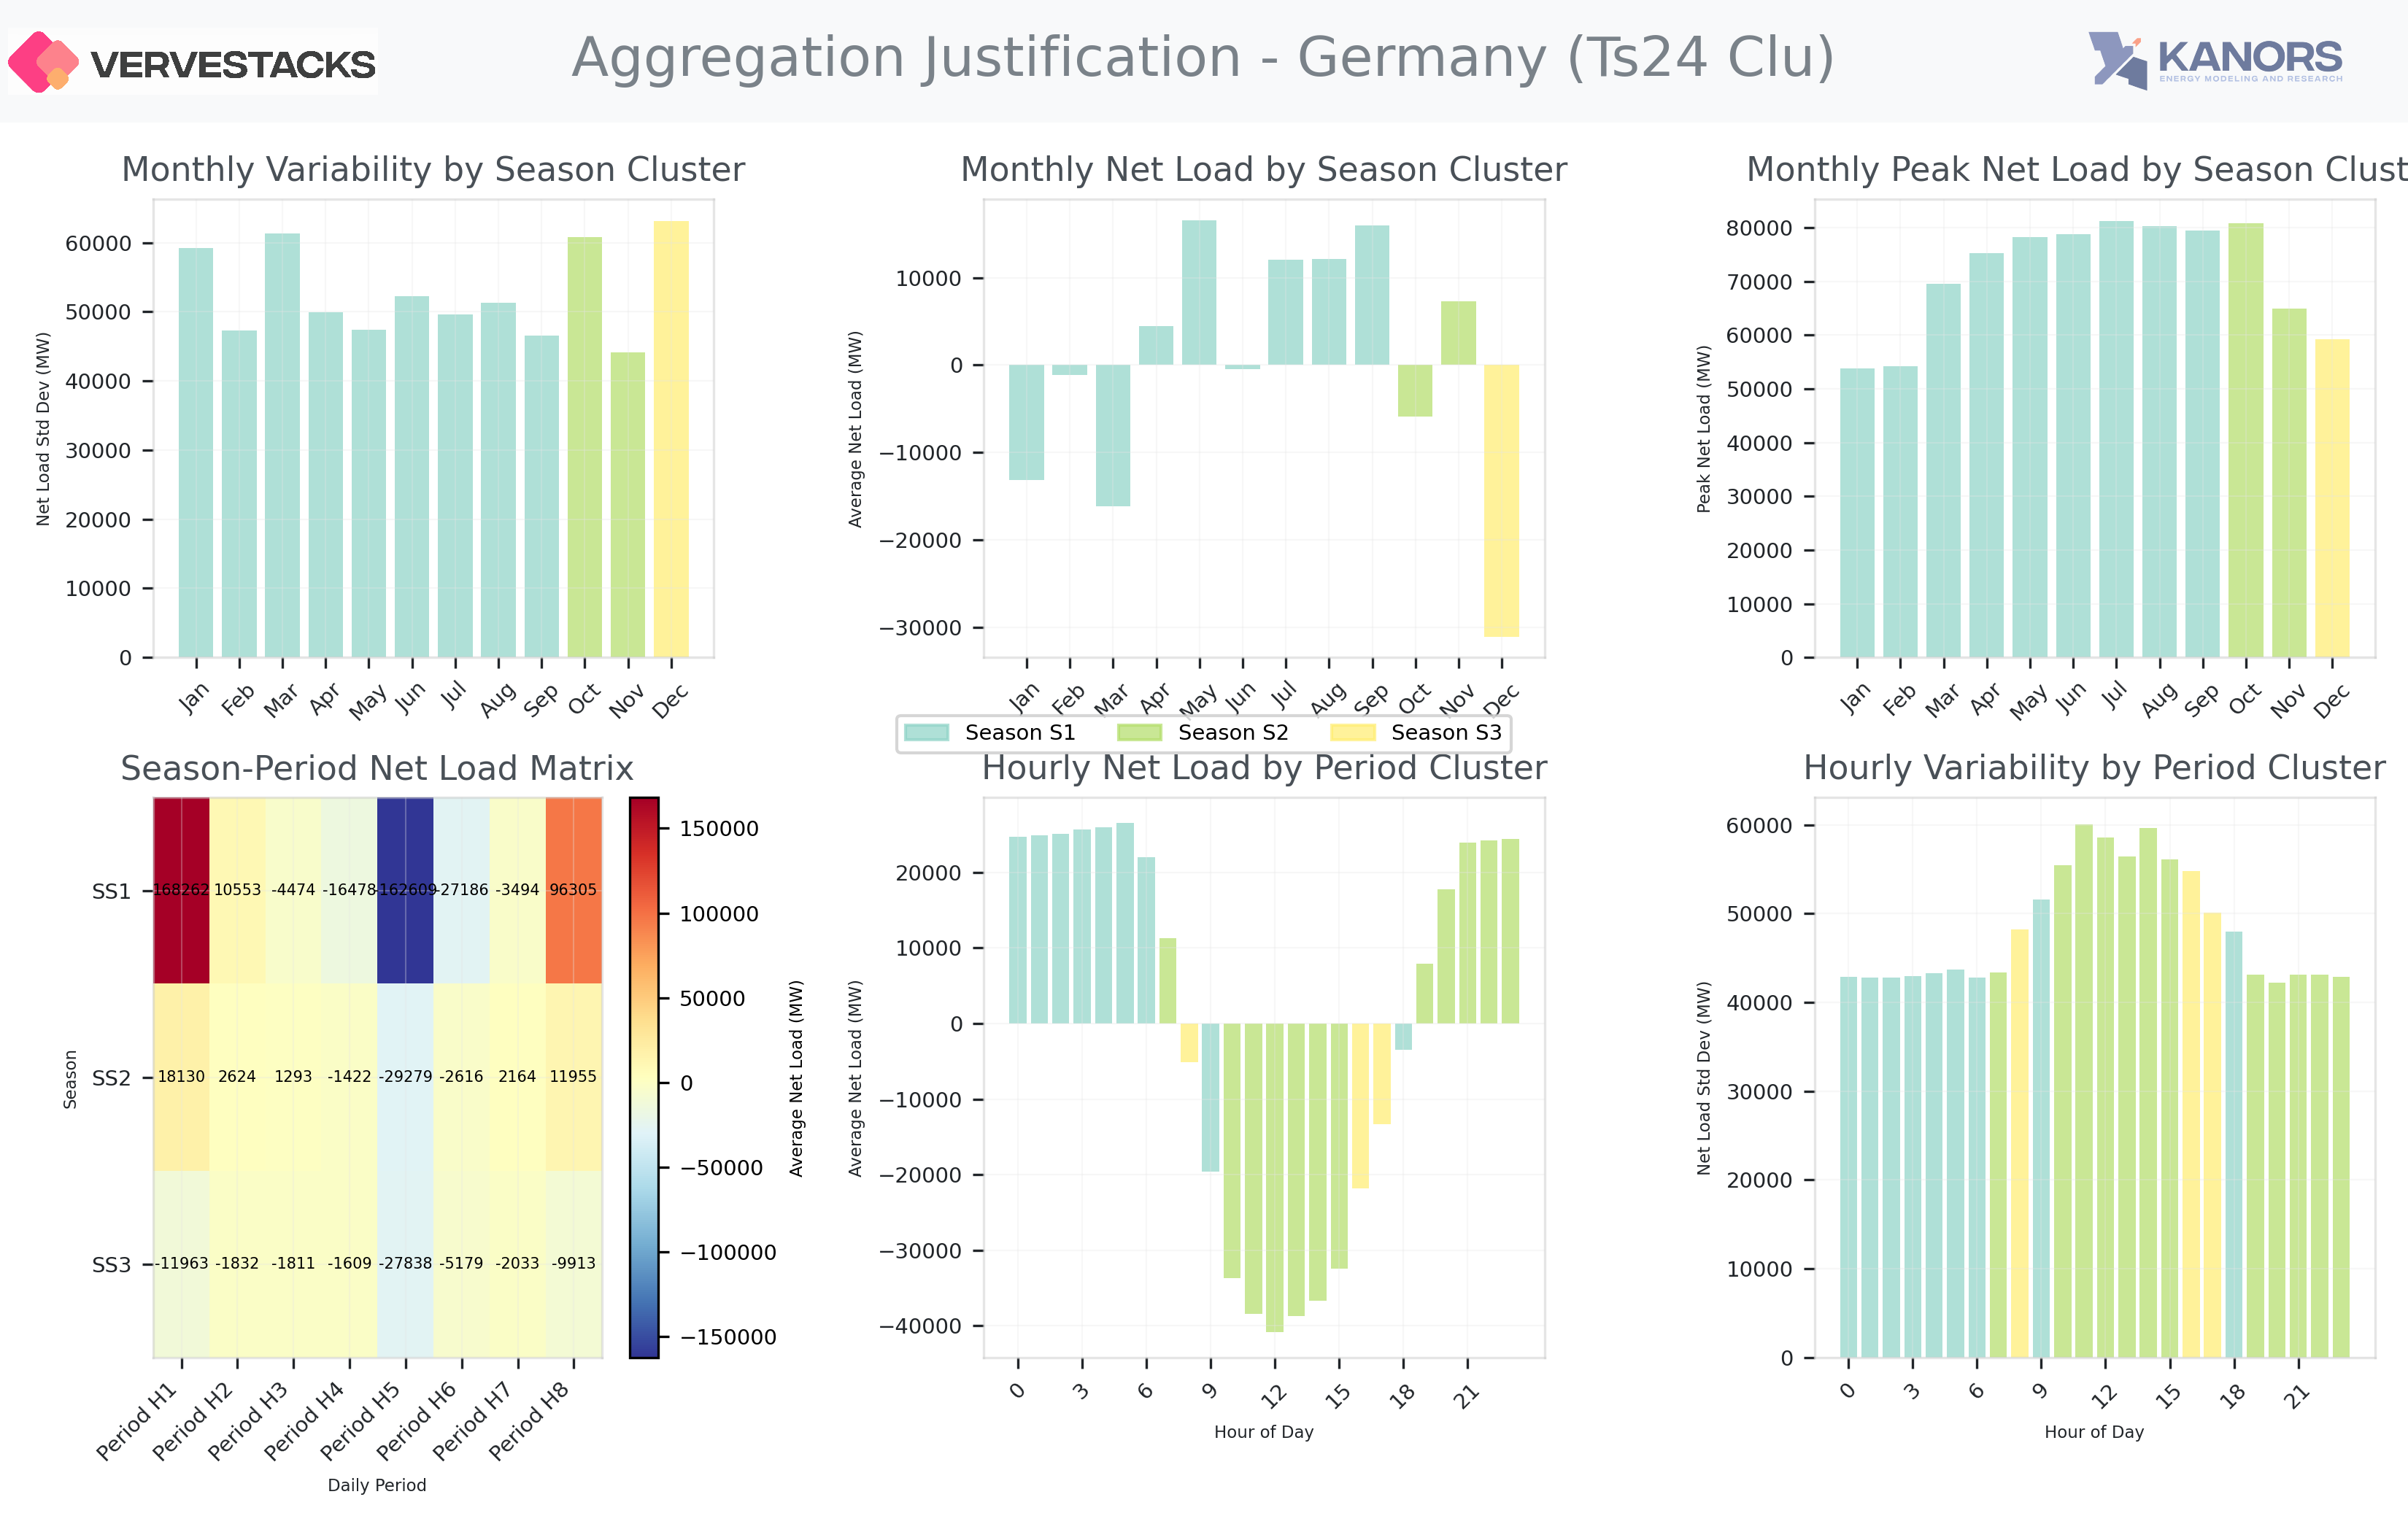 VERVESTACKS
Aggregation Justification - Germany (Ts24 Clu)
KANORS
ENERGY MODELING AND RESEARCH
Monthly Variability by Season Cluster
Net Load Std Dev (MW)
60000
50000
40000
30000
20000
10000
0
Jan Feb Mar Apr May Jun Jul Aug Sep Oct Nov Dec
Monthly Net Load by Season Cluster
Average Net Load (MW)
10000
0
−10000
−20000
−30000
Jan Feb Mar Apr May Jun Jul Aug Sep Oct Nov Dec
Monthly Peak Net Load by Season Clust
Peak Net Load (MW)
80000
70000
60000
50000
40000
30000
20000
10000
0
Jan Feb Mar Apr May Jun Jul Aug Sep Oct Nov Dec
Season S1 Season S2 Season S3
Season-Period Net Load Matrix
Season
SS1 168262 10553 -4474 -16478 -162609 -27186 -3494 96305
SS2 18130 2624 1293 -1422 -29279 -2616 2164 11955
SS3 -11963 -1832 -1811 -1609 -27838 -5179 -2033 -9913
Period H1 Period H2 Period H3 Period H4 Period H5 Period H6 Period H7 Period H8
Daily Period
150000
100000
50000
0
−50000
−100000
−150000
Average Net Load (MW)
Hourly Net Load by Period Cluster
Average Net Load (MW)
20000
10000
0
−10000
−20000
−30000
−40000
0 3 6 9 12 15 18 21
Hour of Day
Hourly Variability by Period Cluster
Net Load Std Dev (MW)
60000
50000
40000
30000
20000
10000
0
0 3 6 9 12 15 18 21
Hour of Day